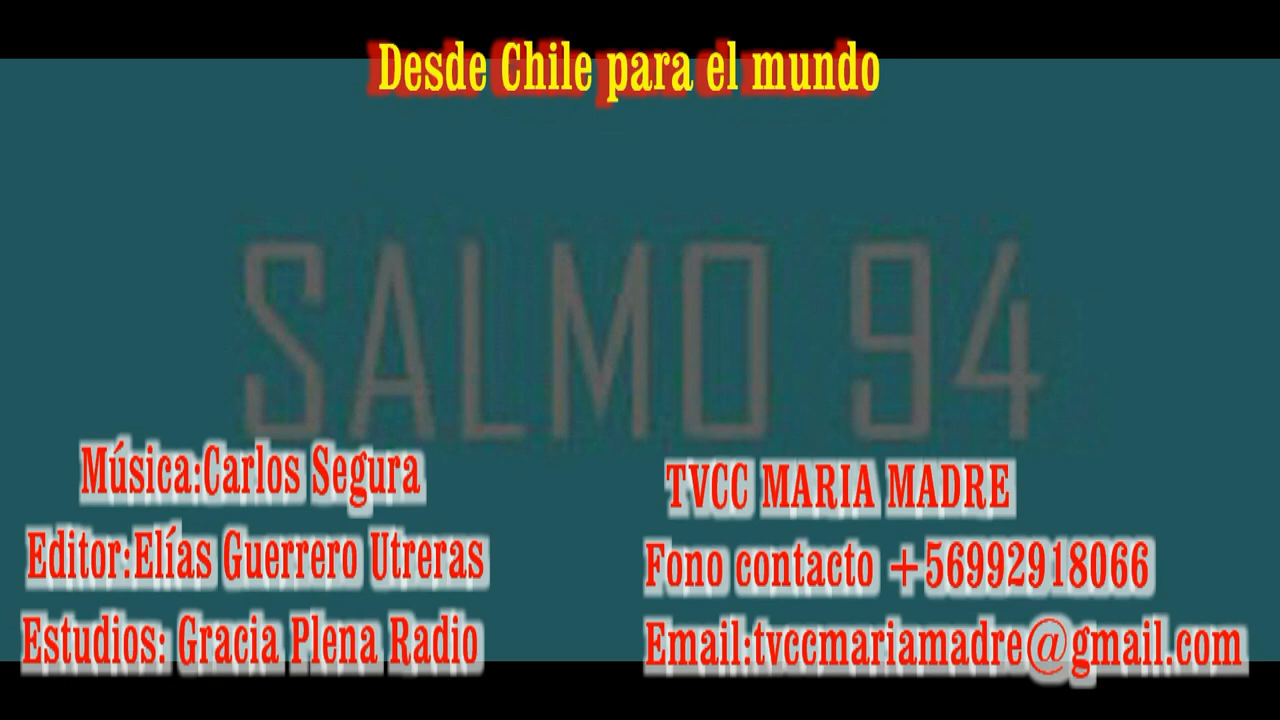 Desde Chile para el mundo
SALMO 94
Música:Carlos Segura
Editor:Elías Guerrero Utreras
Estudios: Gracia Plena Radio
TVCC MARIA MADRE
Fono contacto +56992918066
Email:tvccmariamadre@gmail.com